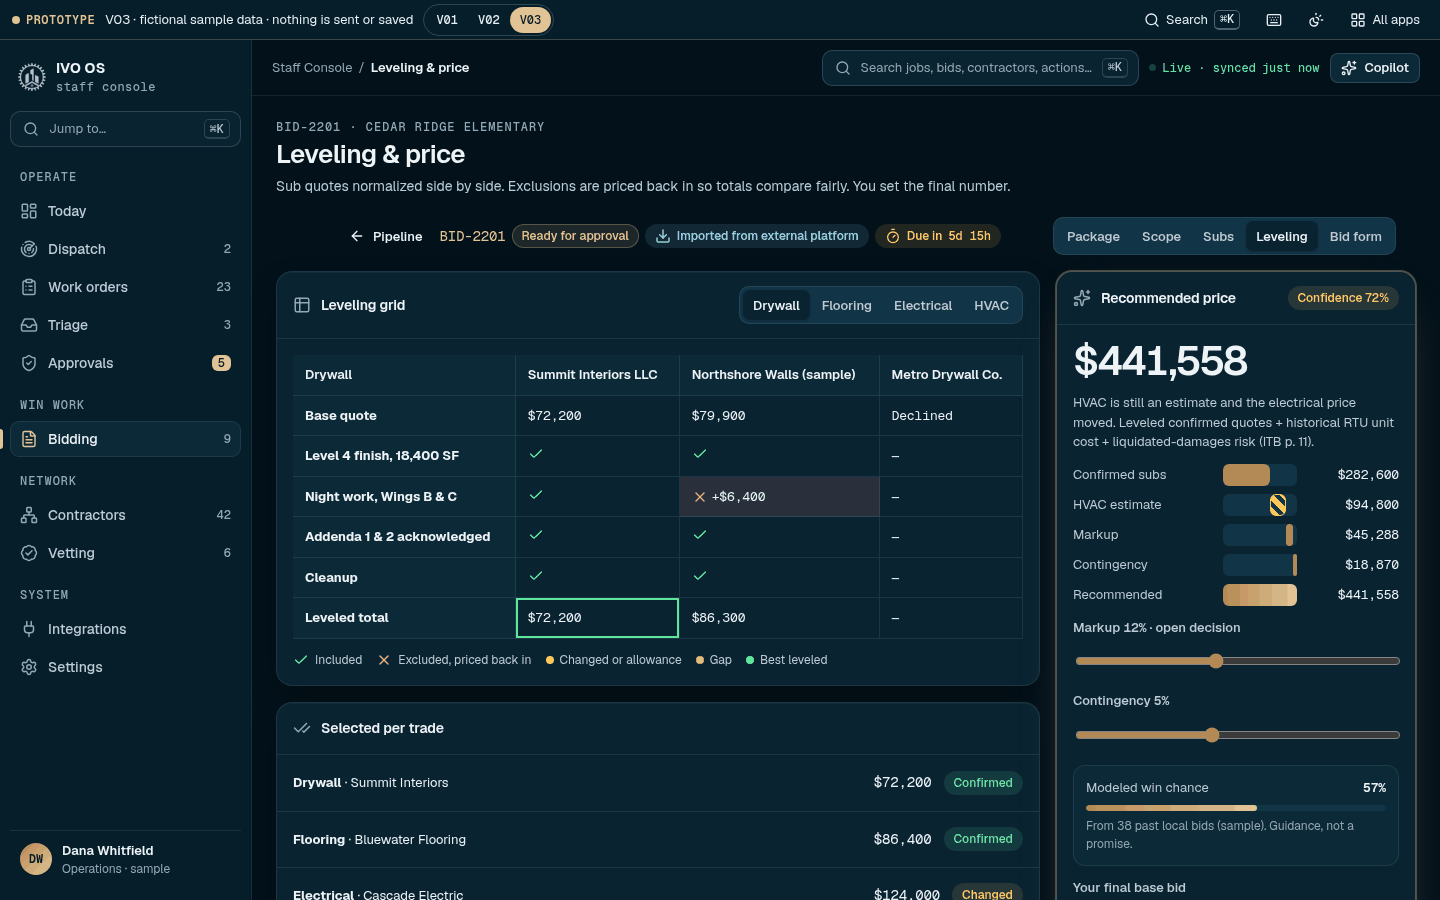 PROTOTYPE V03 · fictional sample data · nothing is sent or saved V01 V02 V03 Search ⌘K All apps
IVO OS
staff console
Jump to… ⌘K
OPERATE
Today
Dispatch 2
Work orders 23
Triage 3
Approvals 5
WIN WORK
Bidding 9
NETWORK
Contractors 42
Vetting 6
SYSTEM
Integrations
Settings
DW
Dana Whitfield
Operations · sample
Staff Console / Leveling & price
Search jobs, bids, contractors, actions… ⌘K
Live · synced just now
Copilot
BID-2201 · CEDAR RIDGE ELEMENTARY
Leveling & price
Sub quotes normalized side by side. Exclusions are priced back in so totals compare fairly. You set the final number.
Pipeline BID-2201 Ready for approval Imported from external platform Due in 5d 15h
Package Scope Subs Leveling Bid form
Leveling grid
Drywall Flooring Electrical HVAC
Drywall Summit Interiors LLC Northshore Walls (sample) Metro Drywall Co.
Base quote $72,200 $79,900 Declined
Level 4 finish, 18,400 SF —
Night work, Wings B & C +$6,400 —
Addenda 1 & 2 acknowledged —
Cleanup —
Leveled total $72,200 $86,300 —
Included Excluded, priced back in Changed or allowance Gap Best leveled
Selected per trade
Drywall · Summit Interiors $72,200 Confirmed
Flooring · Bluewater Flooring $86,400 Confirmed
Electrical · Cascade Electric $124,000 Changed
Recommended price Confidence 72%
$441,558
HVAC is still an estimate and the electrical price
moved. Leveled confirmed quotes + historical RTU unit
cost + liquidated-damages risk (ITB p. 11).
Confirmed subs $282,600
HVAC estimate $94,800
Markup $45,288
Contingency $18,870
Recommended $441,558
Markup 12% · open decision
Contingency 5%
Modeled win chance 57%
From 38 past local bids (sample). Guidance, not a
promise.
Your final base bid